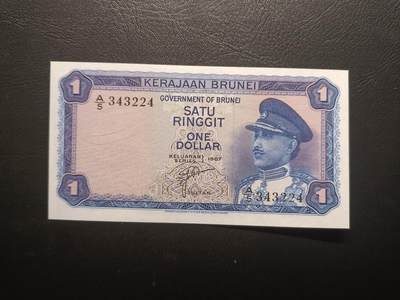 1 KERAJAAN BRUNEI 1
A/5 343224
GOVERNMENT OF BRUNEI
SATU
RINGGIT
ONE
DOLLAR
KELUARAN
SERIES 1 1967
SULTAN
1
A/5 343224